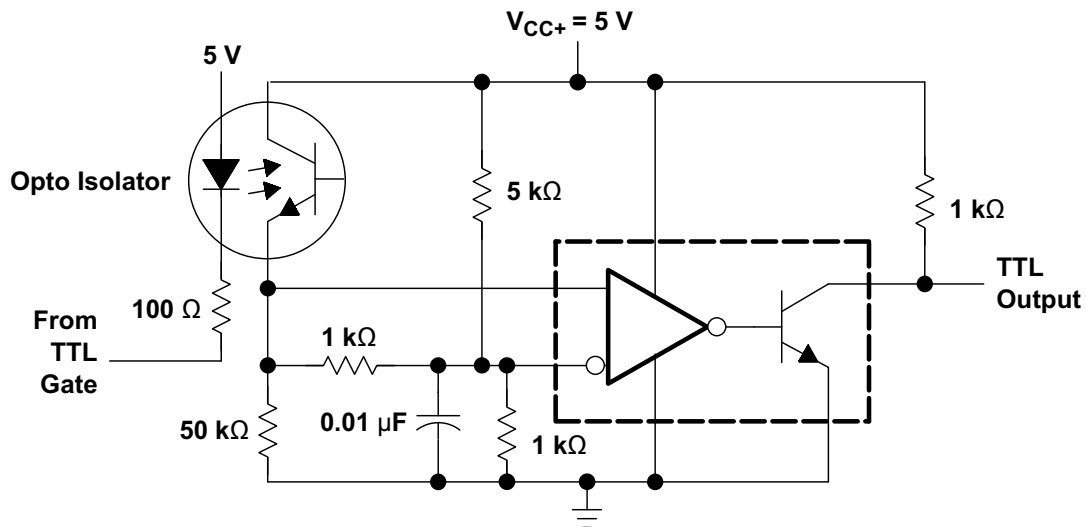 V_CC+ = 5 V
5 V
Opto Isolator
5 kΩ
1 kΩ
TTL
Output
100 Ω
From
TTL
Gate
1 kΩ
50 kΩ
0.01 µF
1 kΩ